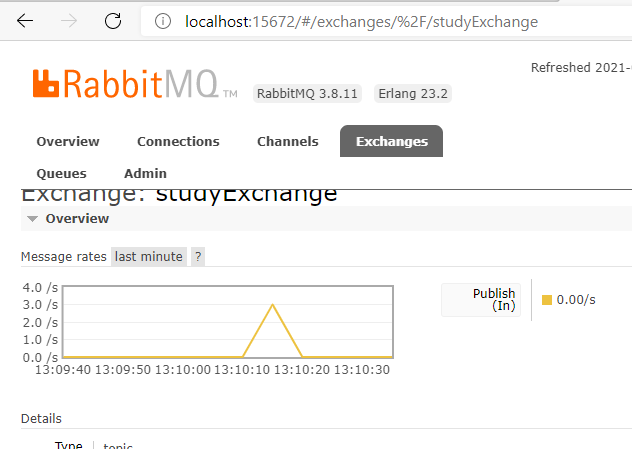 localhost:15672/#/exchanges/%2F/studyExchange
Refreshed 2021-
RabbitMQ TM RabbitMQ 3.8.11 Erlang 23.2
Overview Connections Channels Exchanges
Queues Admin
Exchange: studyExchange
Overview
Message rates last minute ?
4.0 /s
3.0 /s
2.0 /s
1.0 /s
0.0 /s
13:09:40 13:09:50 13:10:00 13:10:10 13:10:20 13:10:30
Publish
(In)
0.00/s
Details
Type topic